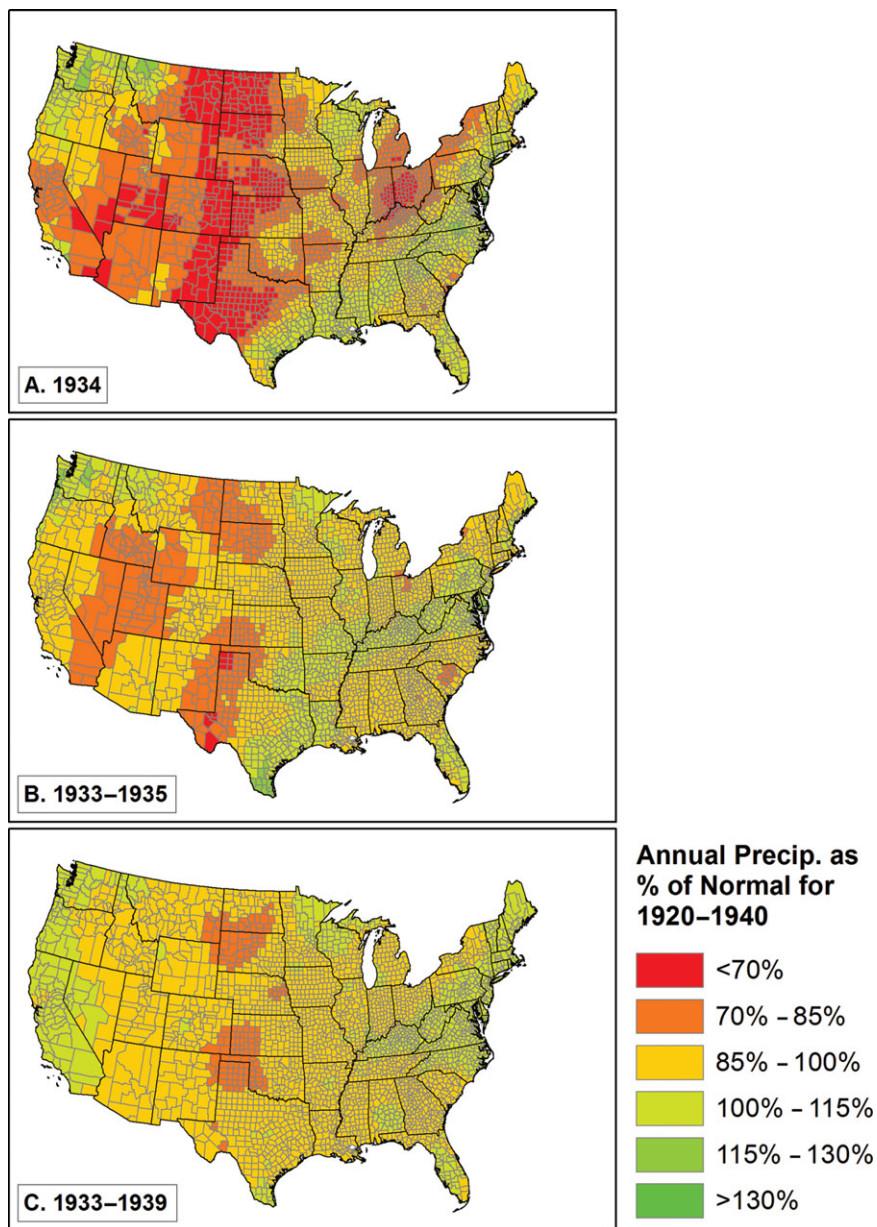 A. 1934
B. 1933–1935
C. 1933–1939
Annual Precip. as
% of Normal for
1920–1940
<70%
70% – 85%
85% – 100%
100% – 115%
115% – 130%
>130%